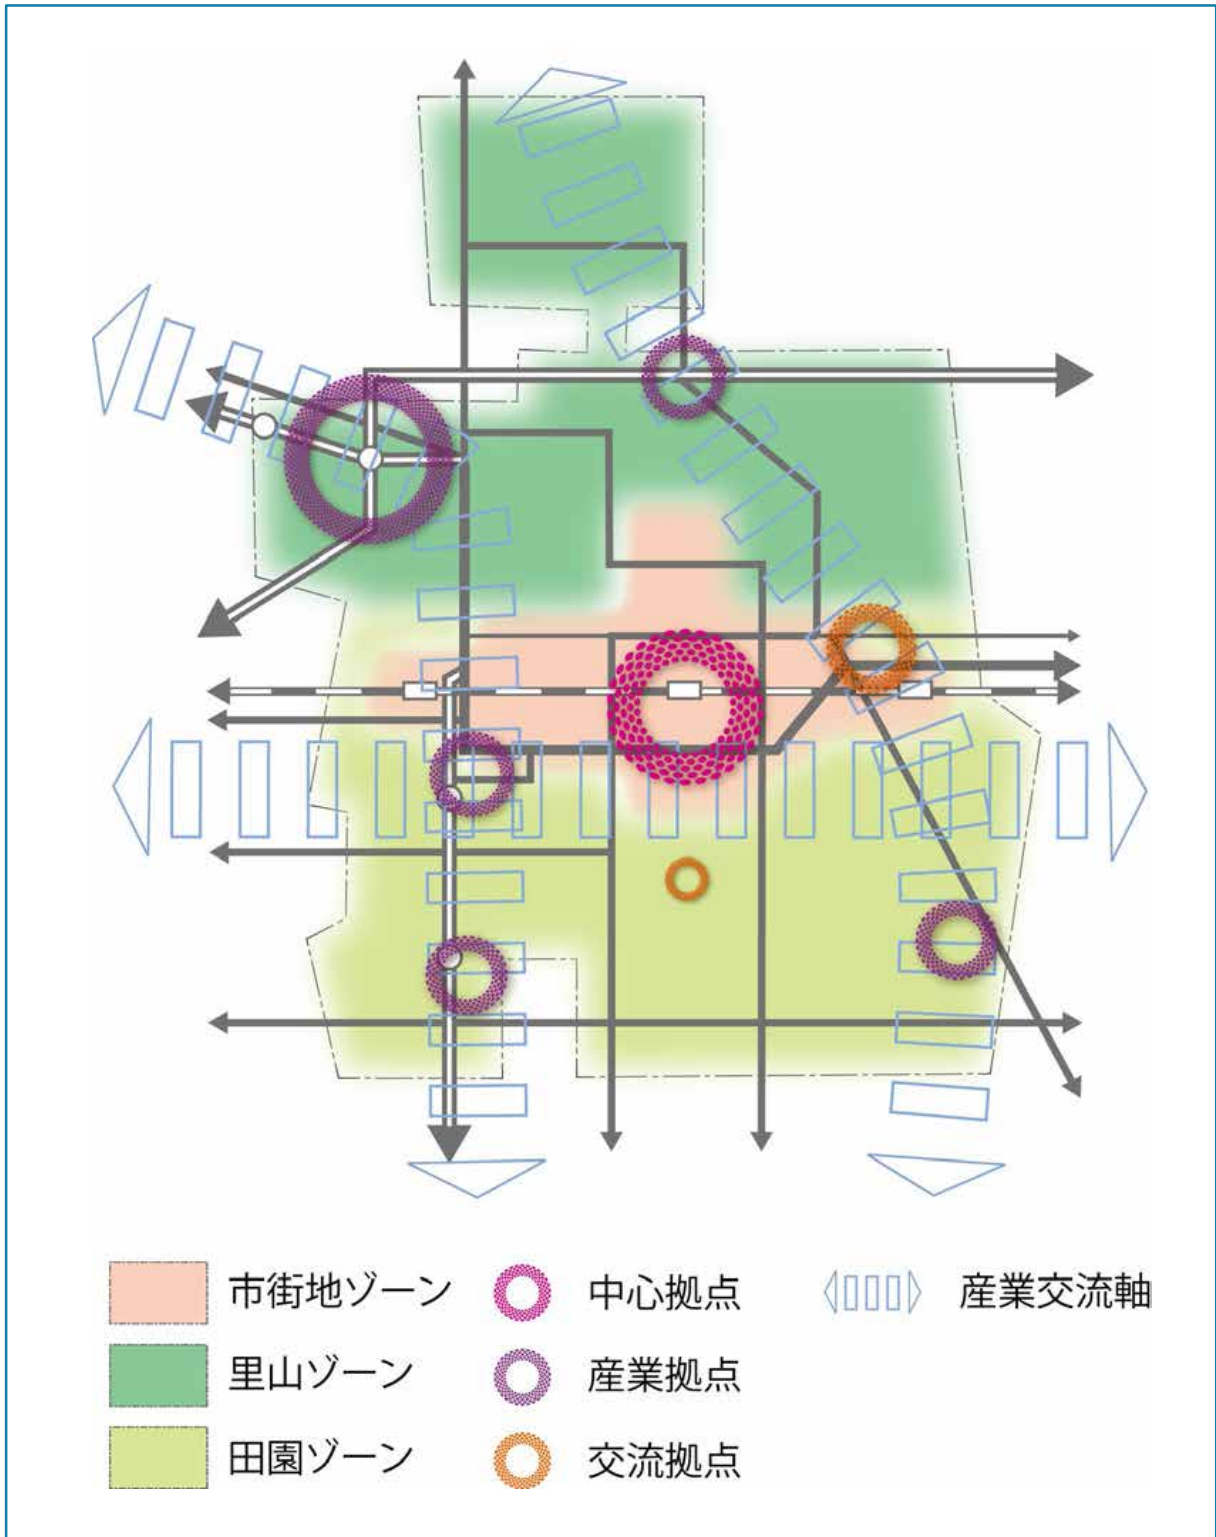 市街地ゾーン
中心拠点
産業交流軸
里山ゾーン
産業拠点
田園ゾーン
交流拠点